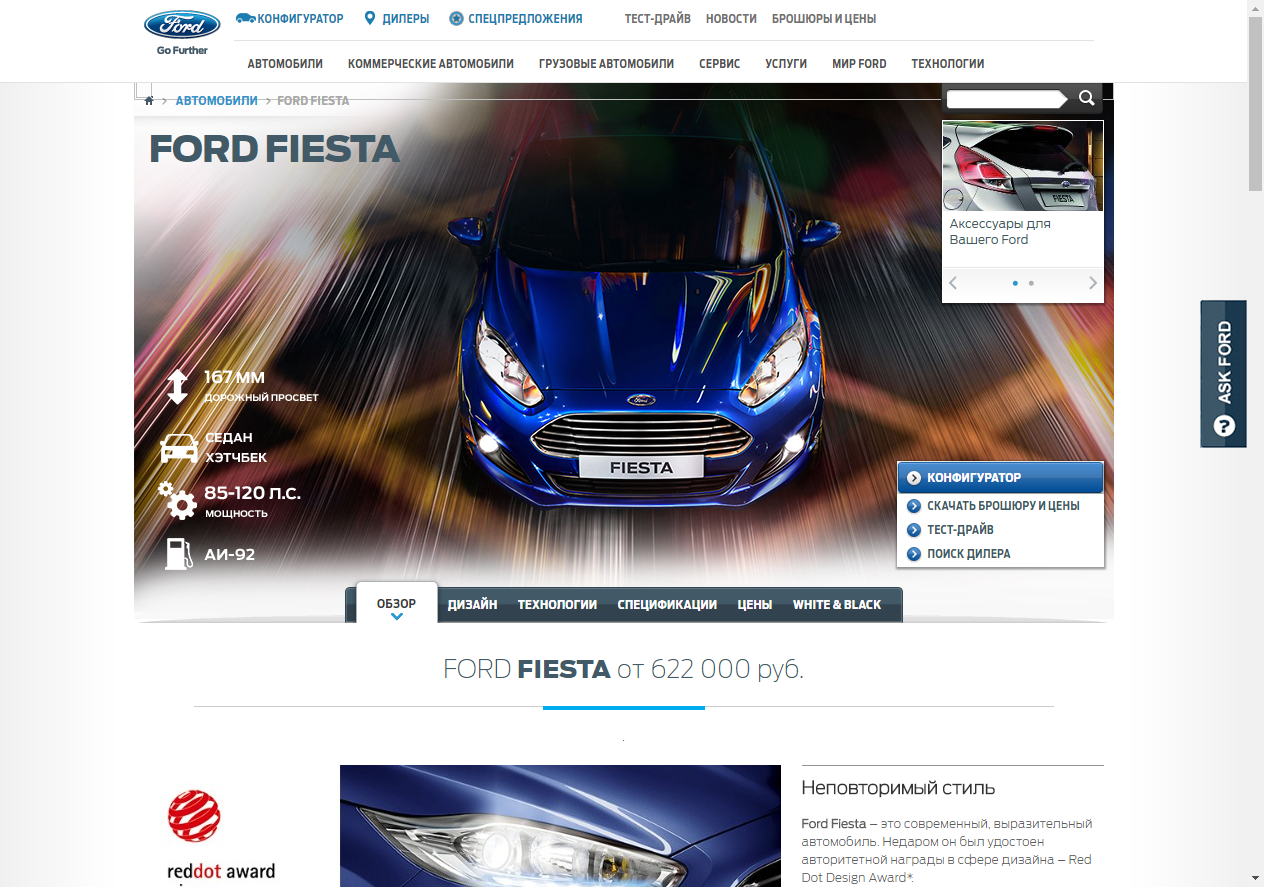 Ford
Go Further
КОНФИГУРАТОР ДИЛЕРЫ СПЕЦПРЕДЛОЖЕНИЯ ТЕСТ-ДРАЙВ НОВОСТИ БРОШЮРЫ И ЦЕНЫ
АВТОМОБИЛИ КОММЕРЧЕСКИЕ АВТОМОБИЛИ ГРУЗОВЫЕ АВТОМОБИЛИ СЕРВИС УСЛУГИ МИР FORD ТЕХНОЛОГИИ
АВТОМОБИЛИ > FORD FIESTA
FORD FIESTA
FIESTA
Аксессуары для
Вашего Ford
ASK FORD
?
167 ММ
ДОРОЖНЫЙ ПРОСВЕТ
СЕДАН
ХЭТЧБЕК
85-120 Л.С.
МОЩНОСТЬ
АИ-92
Ford
FIESTA
КОНФИГУРАТОР
СКАЧАТЬ БРОШЮРУ И ЦЕНЫ
ТЕСТ-ДРАЙВ
ПОИСК ДИЛЕРА
ОБЗОР ДИЗАЙН ТЕХНОЛОГИИ СПЕЦИФИКАЦИИ ЦЕНЫ WHITE & BLACK
FORD FIESTA от 622 000 руб.
.
reddot award
Неповторимый стиль
Ford Fiesta – это современный, выразительный
автомобиль. Недаром он был удостоен
авторитетной награды в сфере дизайна – Red
Dot Design Award*.